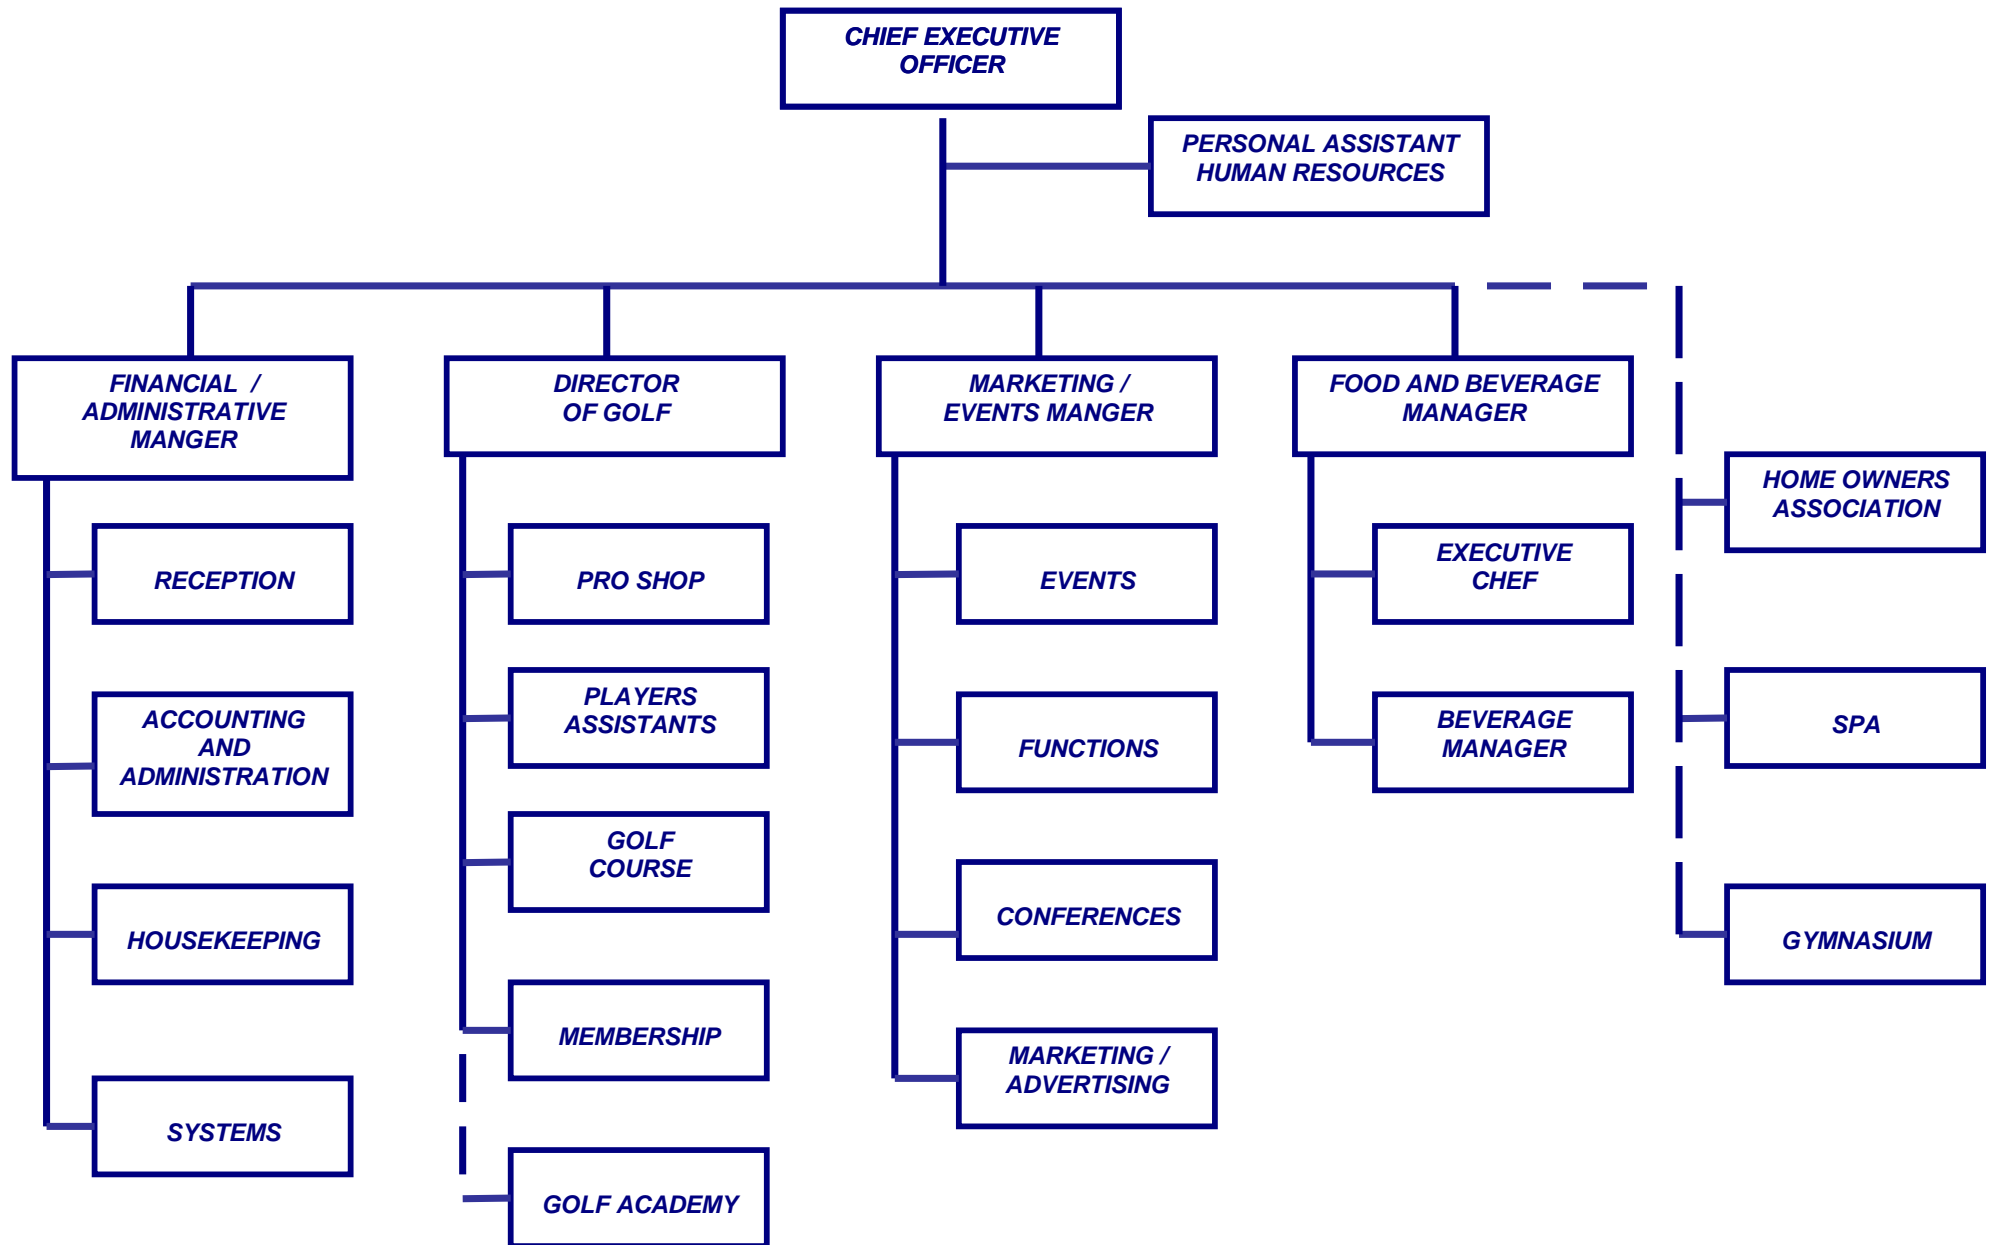 CHIEF EXECUTIVE
OFFICER
PERSONAL ASSISTANT
HUMAN RESOURCES
FINANCIAL /
ADMINISTRATIVE
MANGER
DIRECTOR
OF GOLF
MARKETING /
EVENTS MANGER
FOOD AND BEVERAGE
MANAGER
HOME OWNERS
ASSOCIATION
RECEPTION
PRO SHOP
EVENTS
EXECUTIVE
CHEF
ACCOUNTING
AND
ADMINISTRATION
PLAYERS
ASSISTANTS
FUNCTIONS
BEVERAGE
MANAGER
SPA
GOLF
COURSE
HOUSEKEEPING
CONFERENCES
GYMNASIUM
MEMBERSHIP
MARKETING /
ADVERTISING
SYSTEMS
GOLF ACADEMY